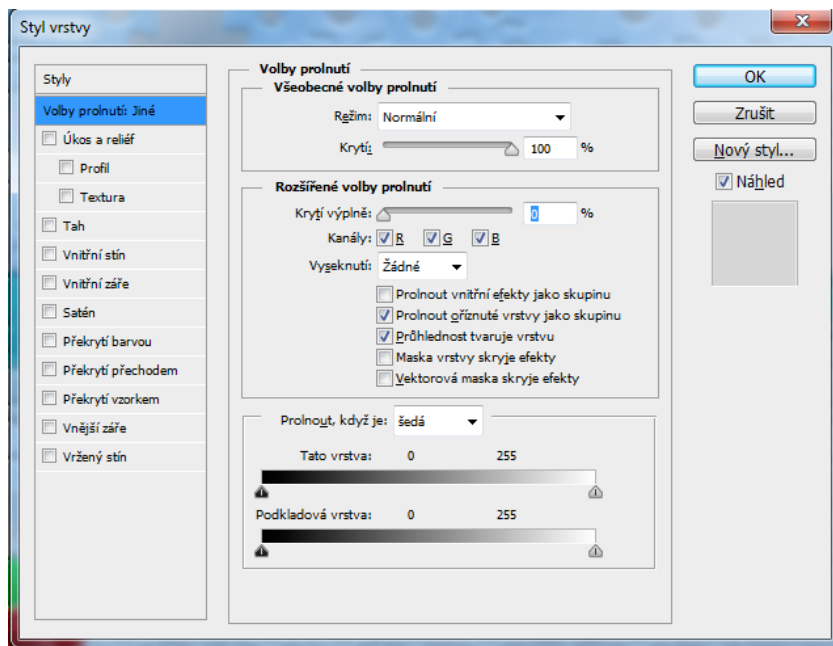 Styl vrstvy
Styly
Volby prolnutí: Jiné
Úkos a reliéf
Profil
Textura
Tah
Vnitřní stín
Vnitřní záře
Satén
Překrytí barvou
Překrytí přechodem
Překrytí vzorkem
Vnější záře
Vržený stín
Volby prolnutí
Všeobecné volby prolnutí
Režim: Normální
Krytí: 100 %
Rozšířené volby prolnutí
Krytí výplně: 0 %
Kanály: R G B
Vyseknutí: Žádné
Prolnout vnitřní efekty jako skupinu
Prolnout oříznuté vrstvy jako skupinu
Průhlednost tvaruje vrstvu
Maska vrstvy skryje efekty
Vektorová maska skryje efekty
Prolnout, když je: šedá
Tato vrstva: 0 255
Podkladová vrstva: 0 255
OK
Zrušit
Nový styl...
Náhled